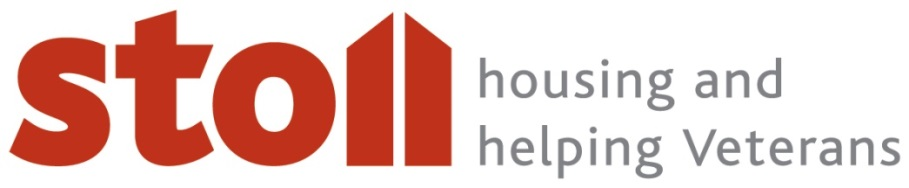 stoll
housing and
helping Veterans